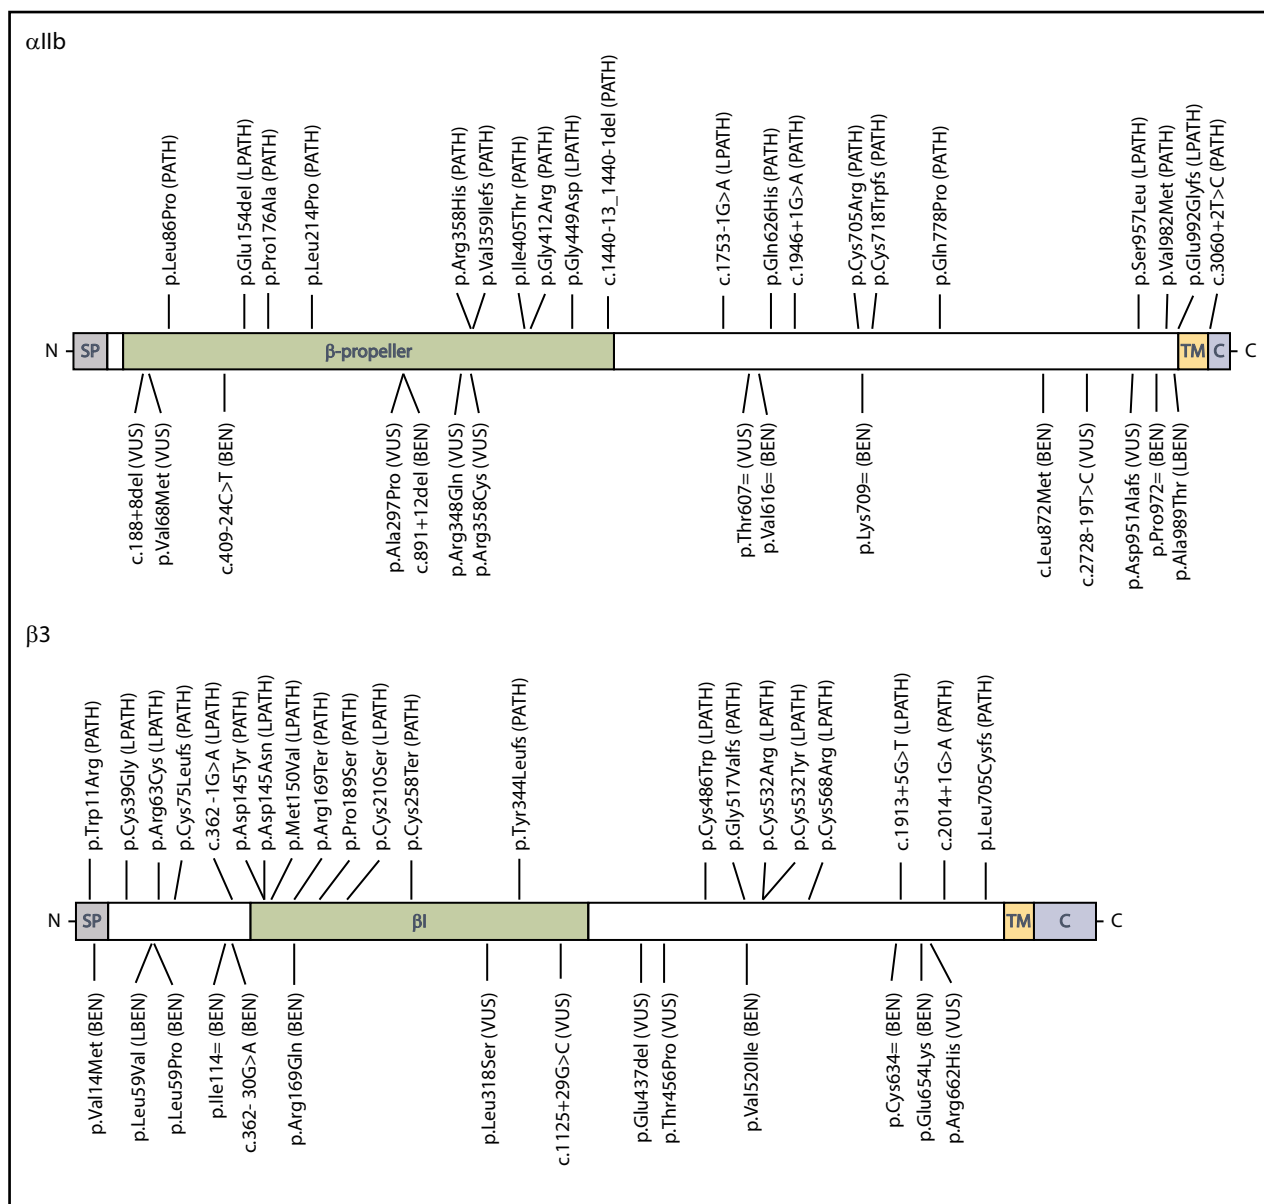 αIIb
p.Leu86Pro (PATH)
p.Glu154del (LPATH)
p.Pro176Ala (PATH)
p.Leu214Pro (PATH)
p.Arg358His (PATH)
p.Val359Ilefs (PATH)
p.Ile405Thr (PATH)
p.Gly412Arg (PATH)
p.Gly449Asp (LPATH)
c.1440-13_1440-1del (PATH)
c.1753-1G>A (LPATH)
p.Gln626His (PATH)
c.1946+1G>A (PATH)
p.Cys705Arg (PATH)
p.Cys718Trpfs (PATH)
p.Gln778Pro (PATH)
p.Ser957Leu (LPATH)
p.Val982Met (PATH)
p.Glu992Glyfs (LPATH)
c.3060+2T>C (PATH)
N SP β-propeller TM C C
c.188+8del (VUS)
p.Val68Met (VUS)
c.409-24C>T (BEN)
p.Ala297Pro (VUS)
c.891+12del (BEN)
p.Arg348Gln (VUS)
p.Arg358Cys (VUS)
p.Thr607= (VUS)
p.Val616= (BEN)
p.Lys709= (BEN)
c.Leu872Met (BEN)
c.2728-19T>C (VUS)
p.Asp951Alafs (VUS)
p.Pro972= (BEN)
p.Ala989Thr (LBEN)
β3
p.Trp11Arg (PATH)
p.Cys39Gly (LPATH)
p.Arg63Cys (LPATH)
p.Cys75Leufs (PATH)
c.362 -1G>A (LPATH)
p.Asp145Tyr (PATH)
p.Asp145Asn (LPATH)
p.Met150Val (LPATH)
p.Arg169Ter (PATH)
p.Pro189Ser (PATH)
p.Cys210Ser (LPATH)
p.Cys258Ter (PATH)
p.Tyr344Leufs (PATH)
p.Cys486Trp (LPATH)
p.Gly517Valfs (PATH)
p.Cys532Arg (LPATH)
p.Cys532Tyr (LPATH)
p.Cys568Arg (LPATH)
c.1913+5G>T (LPATH)
c.2014+1G>A (PATH)
p.Leu705Cysfs (PATH)
N SP βI TM C C
p.Val14Met (BEN)
p.Leu59Val (LBEN)
p.Leu59Pro (BEN)
p.Ile114= (BEN)
c.362- 30G>A (BEN)
p.Arg169Gln (BEN)
p.Leu318Ser (VUS)
c.1125+29G>C (VUS)
p.Glu437del (VUS)
p.Thr456Pro (VUS)
p.Val520Ile (BEN)
p.Cys634= (BEN)
p.Glu654Lys (BEN)
p.Arg662His (VUS)